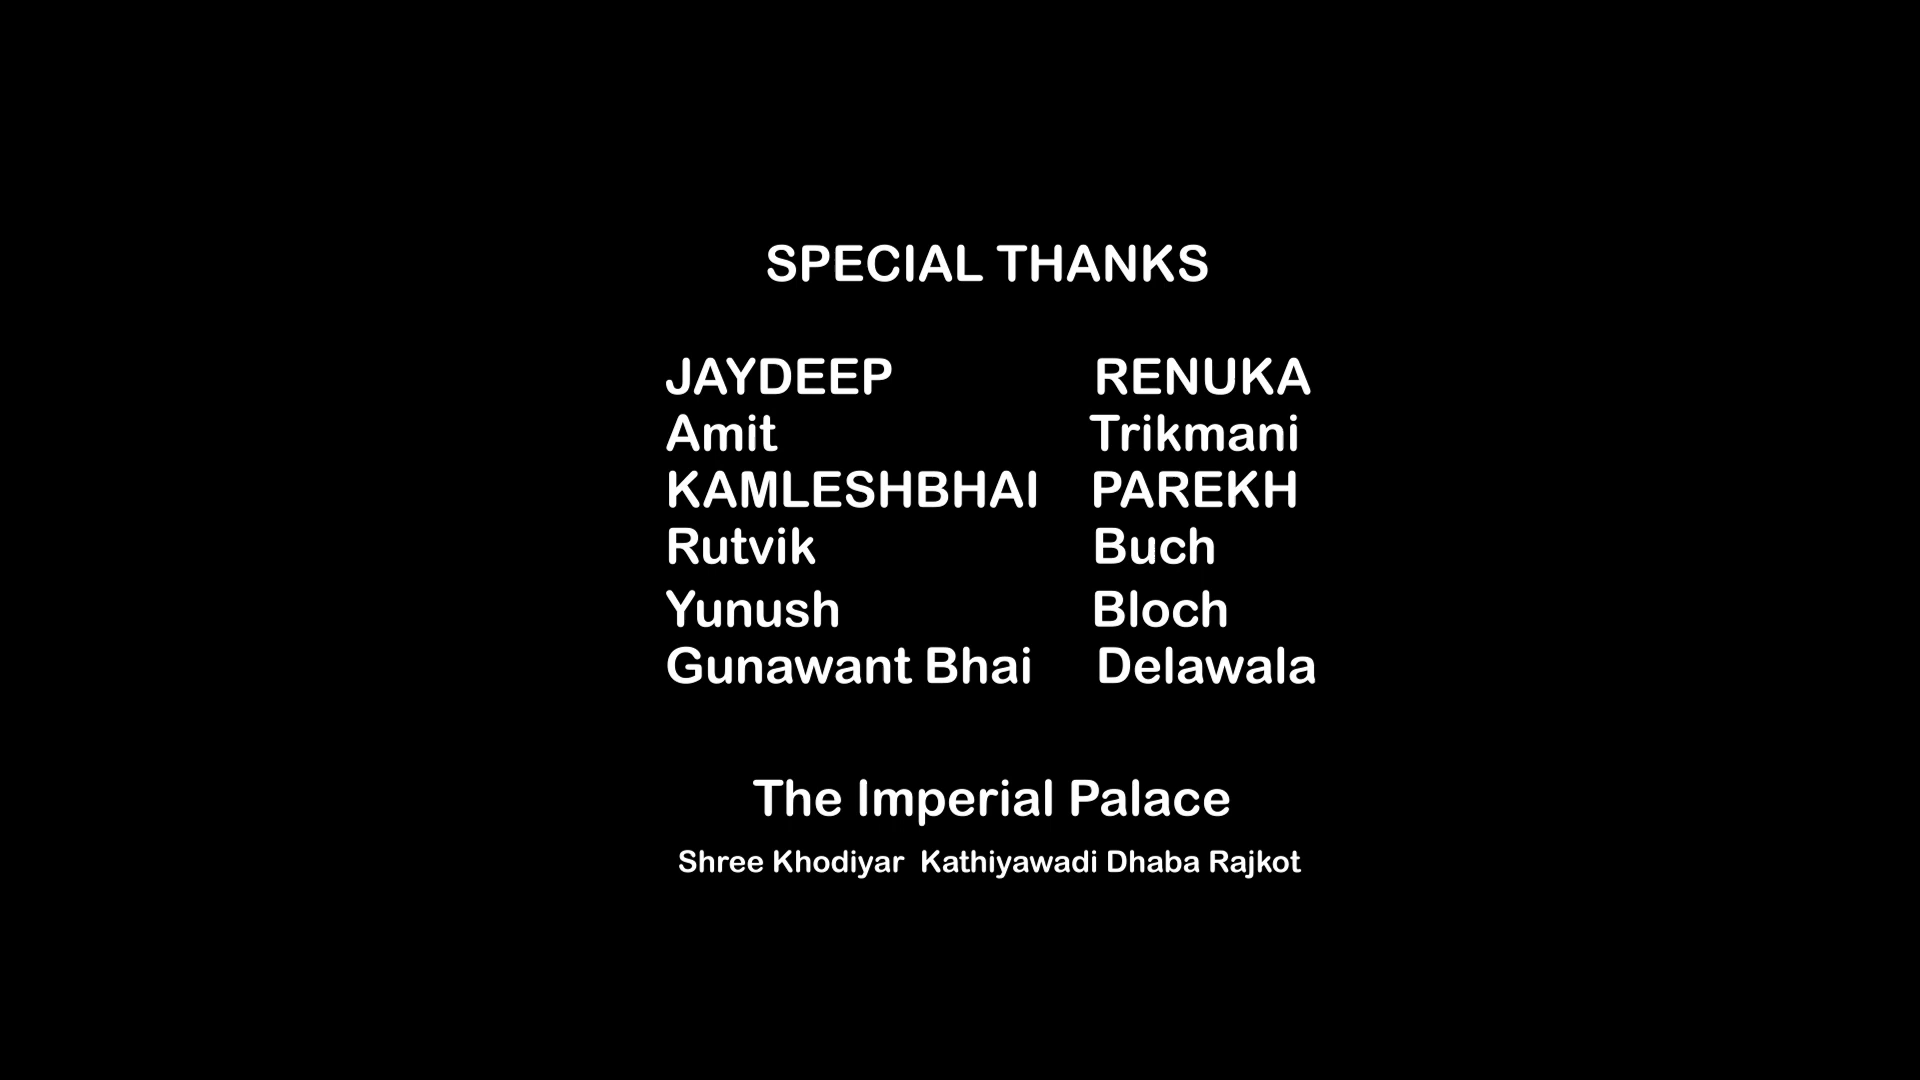 SPECIAL THANKS
JAYDEEP RENUKA
Amit Trikmani
KAMLESHBHAI PAREKH
Rutvik Buch
Yunush Bloch
Gunawant Bhai Delawala
The Imperial Palace
Shree Khodiyar Kathiyawadi Dhaba Rajkot